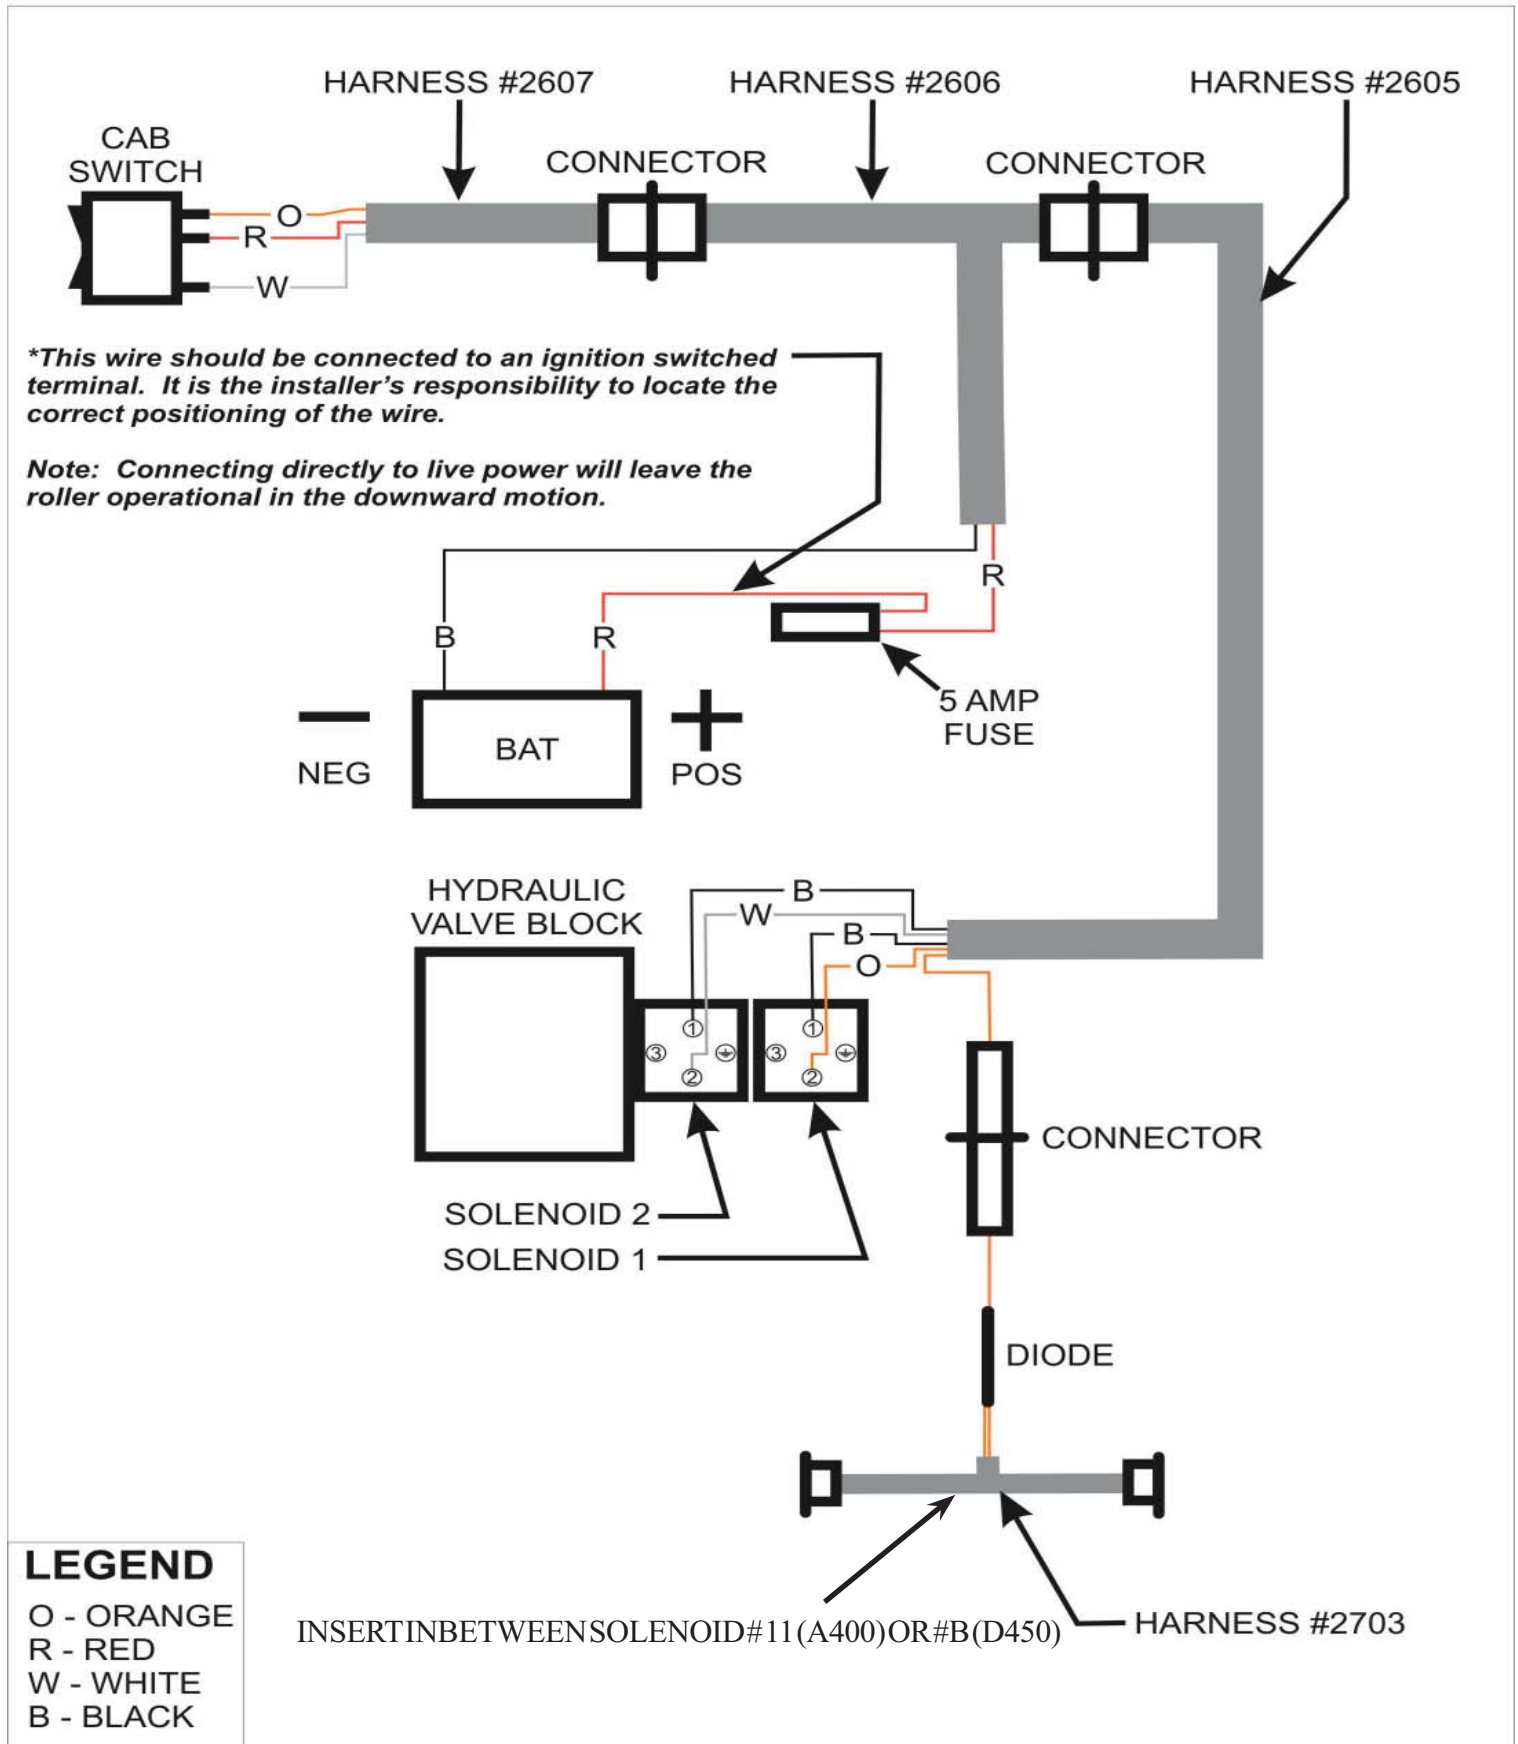 HARNESS #2607
HARNESS #2606
HARNESS #2605
CAB
SWITCH
CONNECTOR
CONNECTOR
O
R
W
*This wire should be connected to an ignition switched
terminal. It is the installer's responsibility to locate the
correct positioning of the wire.
Note: Connecting directly to live power will leave the
roller operational in the downward motion.
R
B
R
5 AMP
FUSE
NEG
BAT
POS
HYDRAULIC
VALVE BLOCK
B
W
B
O
1
3
2
1
3
2
CONNECTOR
SOLENOID 2
SOLENOID 1
DIODE
INSERTINBETWEENSOLENOID#11(A400)OR#B(D450)
HARNESS #2703
LEGEND
O - ORANGE
R - RED
W - WHITE
B - BLACK